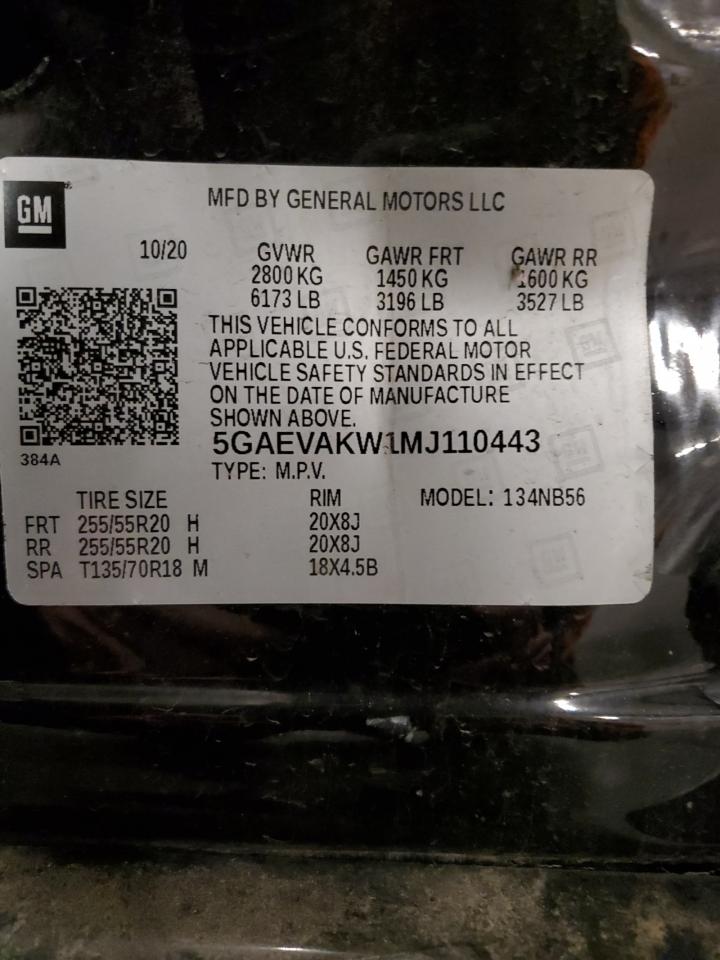 GM
MFD BY GENERAL MOTORS LLC
10/20 GVWR GAWR FRT GAWR RR
2800 KG 1450 KG 1600 KG
6173 LB 3196 LB 3527 LB
THIS VEHICLE CONFORMS TO ALL
APPLICABLE U.S. FEDERAL MOTOR
VEHICLE SAFETY STANDARDS IN EFFECT
ON THE DATE OF MANUFACTURE
SHOWN ABOVE.
384A
5GAEVAKW1MJ110443
TYPE: M.P.V.
TIRE SIZE RIM MODEL: 134NB56
FRT 255/55R20 H 20X8J
RR 255/55R20 H 20X8J
SPA T135/70R18 M 18X4.5B